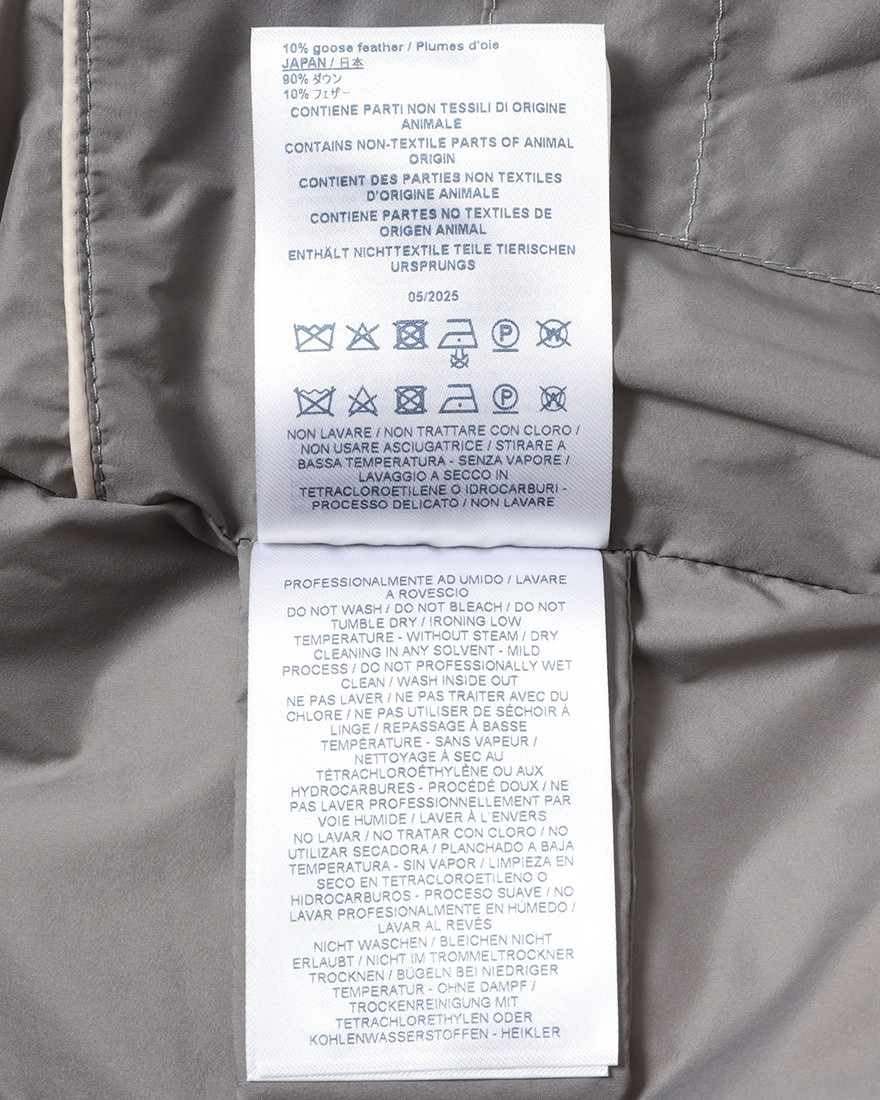 10% goose feather / Plumes d'oie
JAPAN / 日本
90% ダウン
10% フェザー
CONTIENE PARTI NON TESSILI DI ORIGINE
ANIMALE
CONTAINS NON-TEXTILE PARTS OF ANIMAL
ORIGIN
CONTIENT DES PARTIES NON TEXTILES
D'ORIGINE ANIMALE
CONTIENE PARTES NO TEXTILES DE
ORIGEN ANIMAL
ENTHÄLT NICHTTEXTILE TEILE TIERISCHEN
URSPRUNGS
05/2025
P W
P W
NON LAVARE / NON TRATTARE CON CLORO /
NON USARE ASCIUGATRICE / STIRARE A
BASSA TEMPERATURA - SENZA VAPORE /
LAVAGGIO A SECCO IN
TETRACLOROETILENE O IDROCARBURI -
PROCESSO DELICATO / NON LAVARE
PROFESSIONALMENTE AD UMIDO / LAVARE
A ROVESCIO
DO NOT WASH / DO NOT BLEACH / DO NOT
TUMBLE DRY / IRONING LOW
TEMPERATURE - WITHOUT STEAM / DRY
CLEANING IN ANY SOLVENT - MILD
PROCESS / DO NOT PROFESSIONALLY WET
CLEAN / WASH INSIDE OUT
NE PAS LAVER / NE PAS TRAITER AVEC DU
CHLORE / NE PAS UTILISER DE SÉCHOIR À
LINGE / REPASSAGE À BASSE
TEMPÉRATURE - SANS VAPEUR /
NETTOYAGE À SEC AU
TÉTRACHLOROÉTHYLÈNE OU AUX
HYDROCARBURES - PROCÉDÉ DOUX / NE
PAS LAVER PROFESSIONNELLEMENT PAR
VOIE HUMIDE / LAVER À L'ENVERS
NO LAVAR / NO TRATAR CON CLORO / NO
UTILIZAR SECADORA / PLANCHADO A BAJA
TEMPERATURA - SIN VAPOR / LIMPIEZA EN
SECO EN TETRACLOROETILENO O
HIDROCARBUROS - PROCESO SUAVE / NO
LAVAR PROFESIONALMENTE EN HÚMEDO /
LAVAR AL REVÉS
NICHT WASCHEN / BLEICHEN NICHT
ERLAUBT / NICHT IM TROMMELTROCKNER
TROCKNEN / BÜGELN BEI NIEDRIGER
TEMPERATUR - OHNE DAMPF /
TROCKENREINIGUNG MIT
TETRACHLORETHYLEN ODER
KOHLENWASSERSTOFFEN - HEIKLER